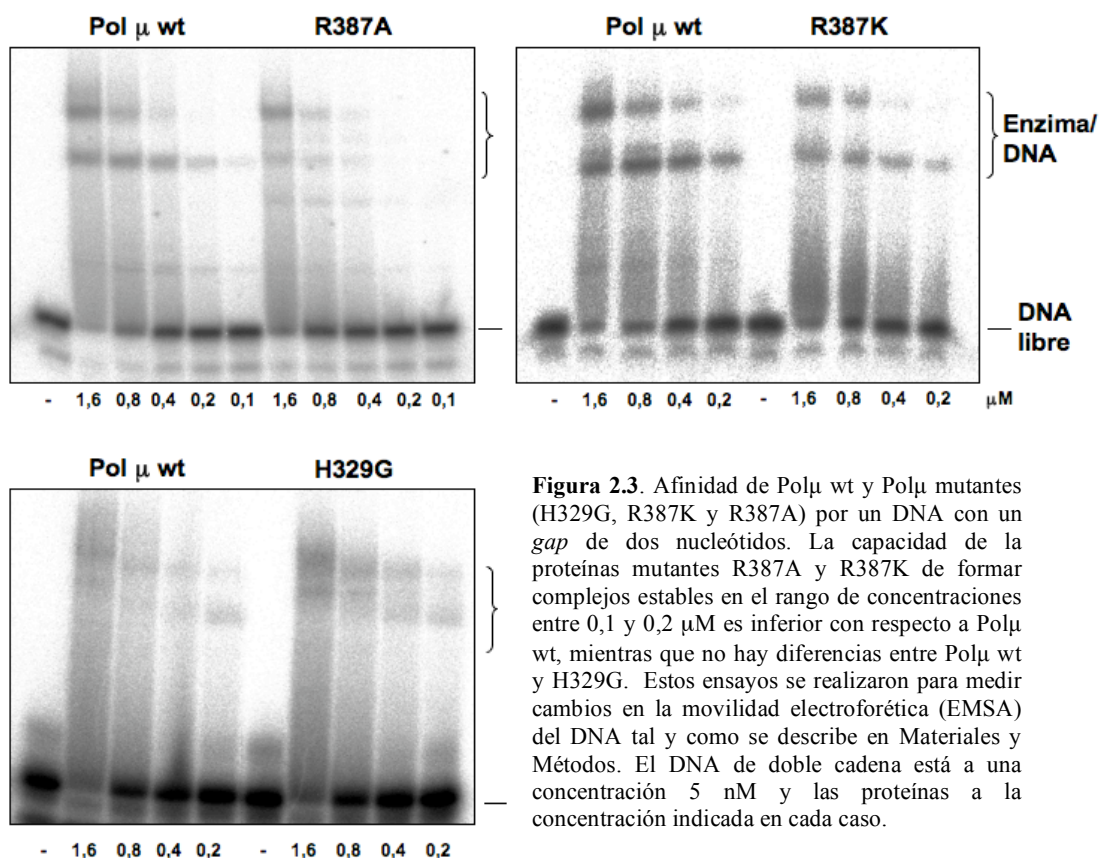 Pol μ wt R387A
Pol μ wt R387K
Enzima/
DNA
DNA
libre
- 1,6 0,8 0,4 0,2 0,1 1,6 0,8 0,4 0,2 0,1
- 1,6 0,8 0,4 0,2 - 1,6 0,8 0,4 0,2 μM
Pol μ wt H329G
- 1,6 0,8 0,4 0,2 - 1,6 0,8 0,4 0,2
Figura 2.3. Afinidad de Polμ wt y Polμ mutantes
(H329G, R387K y R387A) por un DNA con un
gap de dos nucleótidos. La capacidad de la
proteínas mutantes R387A y R387K de formar
complejos estables en el rango de concentraciones
entre 0,1 y 0,2 μM es inferior con respecto a Polμ
wt, mientras que no hay diferencias entre Polμ wt
y H329G. Estos ensayos se realizaron para medir
cambios en la movilidad electroforética (EMSA)
del DNA tal y como se describe en Materiales y
Métodos. El DNA de doble cadena está a una
concentración 5 nM y las proteínas a la
concentración indicada en cada caso.